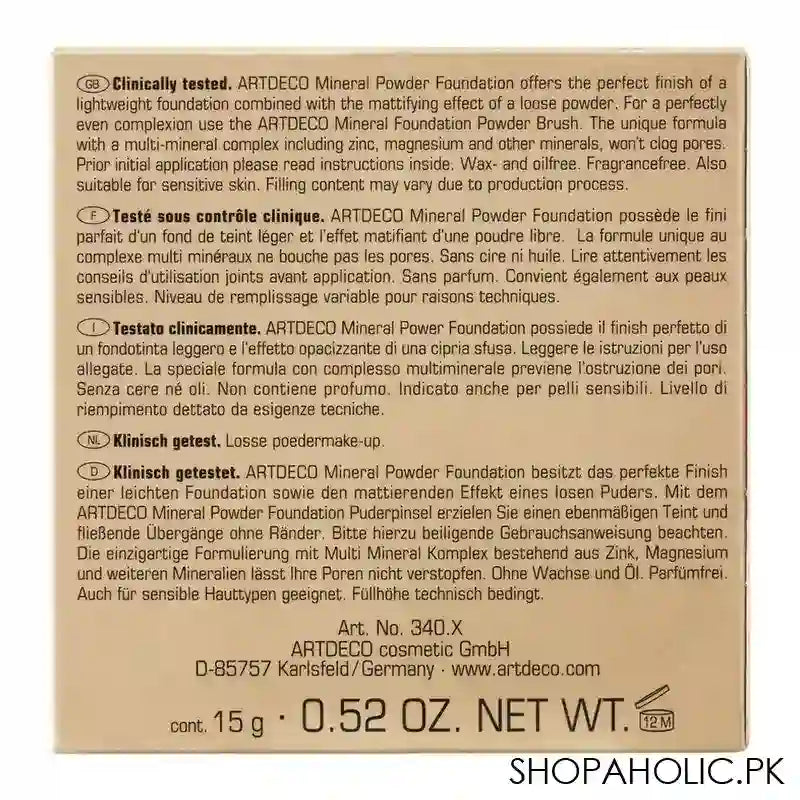 GB Clinically tested. ARTDECO Mineral Powder Foundation offers the perfect finish of a
lightweight foundation combined with the mattifying effect of a loose powder. For a perfectly
even complexion use the ARTDECO Mineral Foundation Powder Brush. The unique formula
with a multi-mineral complex including zinc, magnesium and other minerals, won't clog pores.
Prior initial application please read instructions inside. Wax- and oilfree. Fragrancefree. Also
suitable for sensitive skin. Filling content may vary due to production process.
F Testé sous contrôle clinique. ARTDECO Mineral Powder Foundation possède le fini
parfait d'un fond de teint léger et l'effet matifiant d'une poudre libre. La formule unique au
complexe multi minéraux ne bouche pas les pores. Sans cire ni huile. Lire attentivement les
conseils d'utilisation joints avant application. Sans parfum. Convient également aux peaux
sensibles. Niveau de remplissage variable pour raisons techniques.
I Testato clinicamente. ARTDECO Mineral Power Foundation possiede il finish perfetto di
un fondotinta leggero e l'effetto opacizzante di una cipria sfusa. Leggere le istruzioni per l'uso
allegate. La speciale formula con complesso multiminerale previene l'ostruzione dei pori.
Senza cere né oli. Non contiene profumo. Indicato anche per pelli sensibili. Livello di
riempimento dettato da esigenze tecniche.
NL Klinisch getest. Losse poedermake-up.
D Klinisch getestet. ARTDECO Mineral Powder Foundation besitzt das perfekte Finish
einer leichten Foundation sowie den mattierenden Effekt eines losen Puders. Mit dem
ARTDECO Mineral Powder Foundation Puderpinsel erzielen Sie einen ebenmäßigen Teint und
fließende Übergänge ohne Ränder. Bitte hierzu beiligende Gebrauchsanweisung beachten.
Die einzigartige Formulierung mit Multi Mineral Komplex bestehend aus Zink, Magnesium
und weiteren Mineralien lässt Ihre Poren nicht verstopfen. Ohne Wachse und Öl. Parfümfrei.
Auch für sensible Hauttypen geeignet. Füllhöhe technisch bedingt.
Art. No. 340.X
ARTDECO cosmetic GmbH
D-85757 Karlsfeld/Germany · www.artdeco.com
cont. 15 g · 0.52 OZ. NET WT. 12 M
SHOPAHOLIC.PK